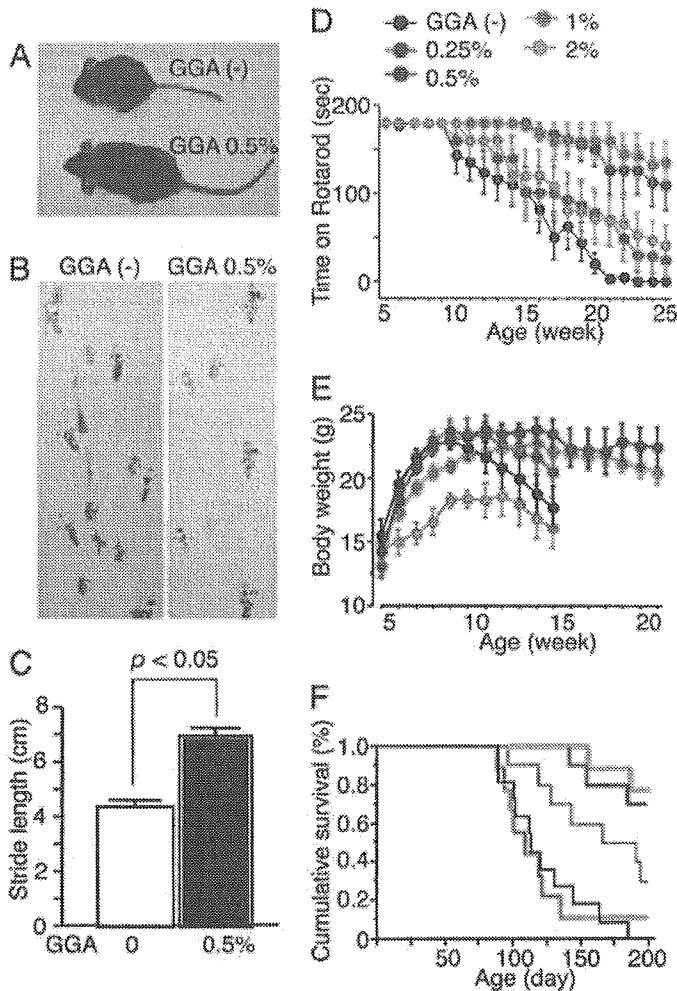 A
GGA (-)
GGA 0.5%
B
GGA (-) GGA 0.5%
C
p < 0.05
Stride length (cm)
8
6
4
2
0
GGA 0 0.5%
D
GGA (-) 1%
0.25% 2%
0.5%
Time on Rotarod (sec)
200
100
0
5 10 15 20 25
Age (week)
E
Body weight (g)
25
20
15
10
5 10 15 20
Age (week)
F
Cumulative survival (%)
1.0
0.8
0.6
0.4
0.2
0
50 100 150 200
Age (day)